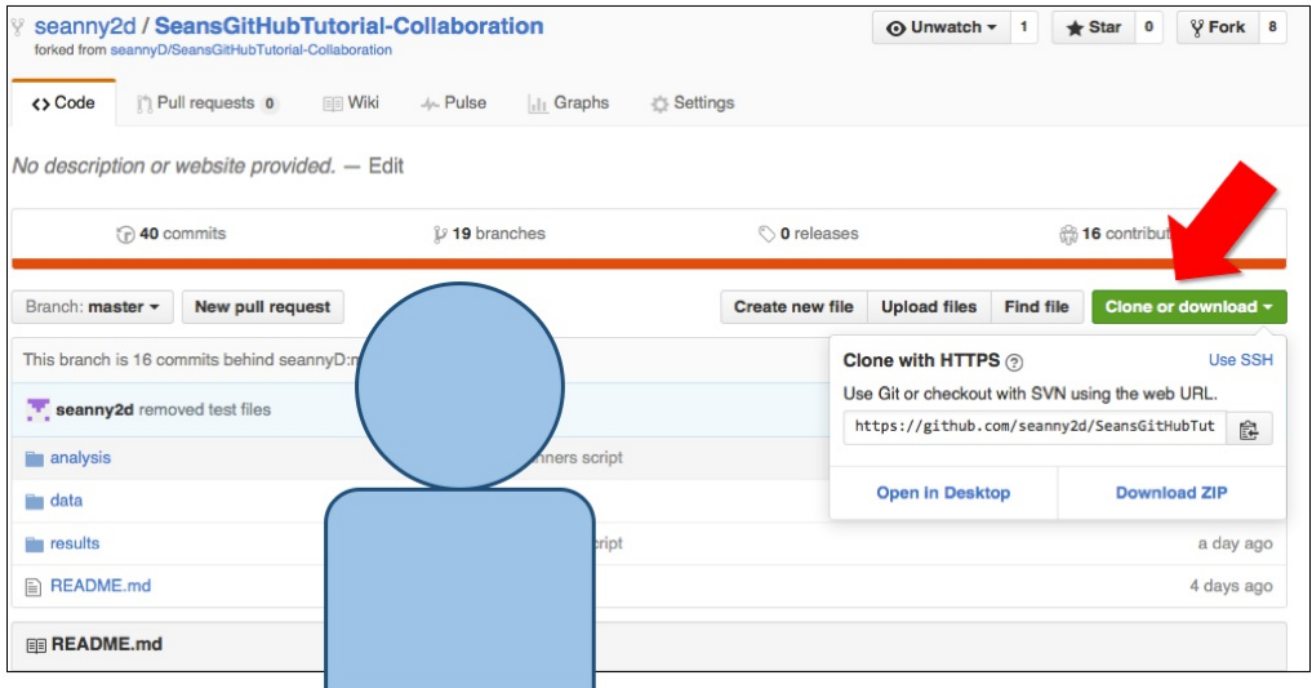 seanny2d / SeansGitHubTutorial-Collaboration
Unwatch 1 Star 0 Fork 8
forked from seannyD/SeansGitHubTutorial-Collaboration
Code Pull requests 0 Wiki Pulse Graphs Settings
No description or website provided. — Edit
40 commits 19 branches 0 releases 16
Branch: master New pull request Create new file Upload files Find file Clone or download
This branch is 16 commits behind
Clone with HTTPS Use SSH
Use Git or checkout with SVN using the web URL.
seanny2d removed test files
https://github.com/seanny2d/SeansGitHubTut
analysis script
data
Open in Desktop Download ZIP
results a day ago
README.md 4 days ago
README.md